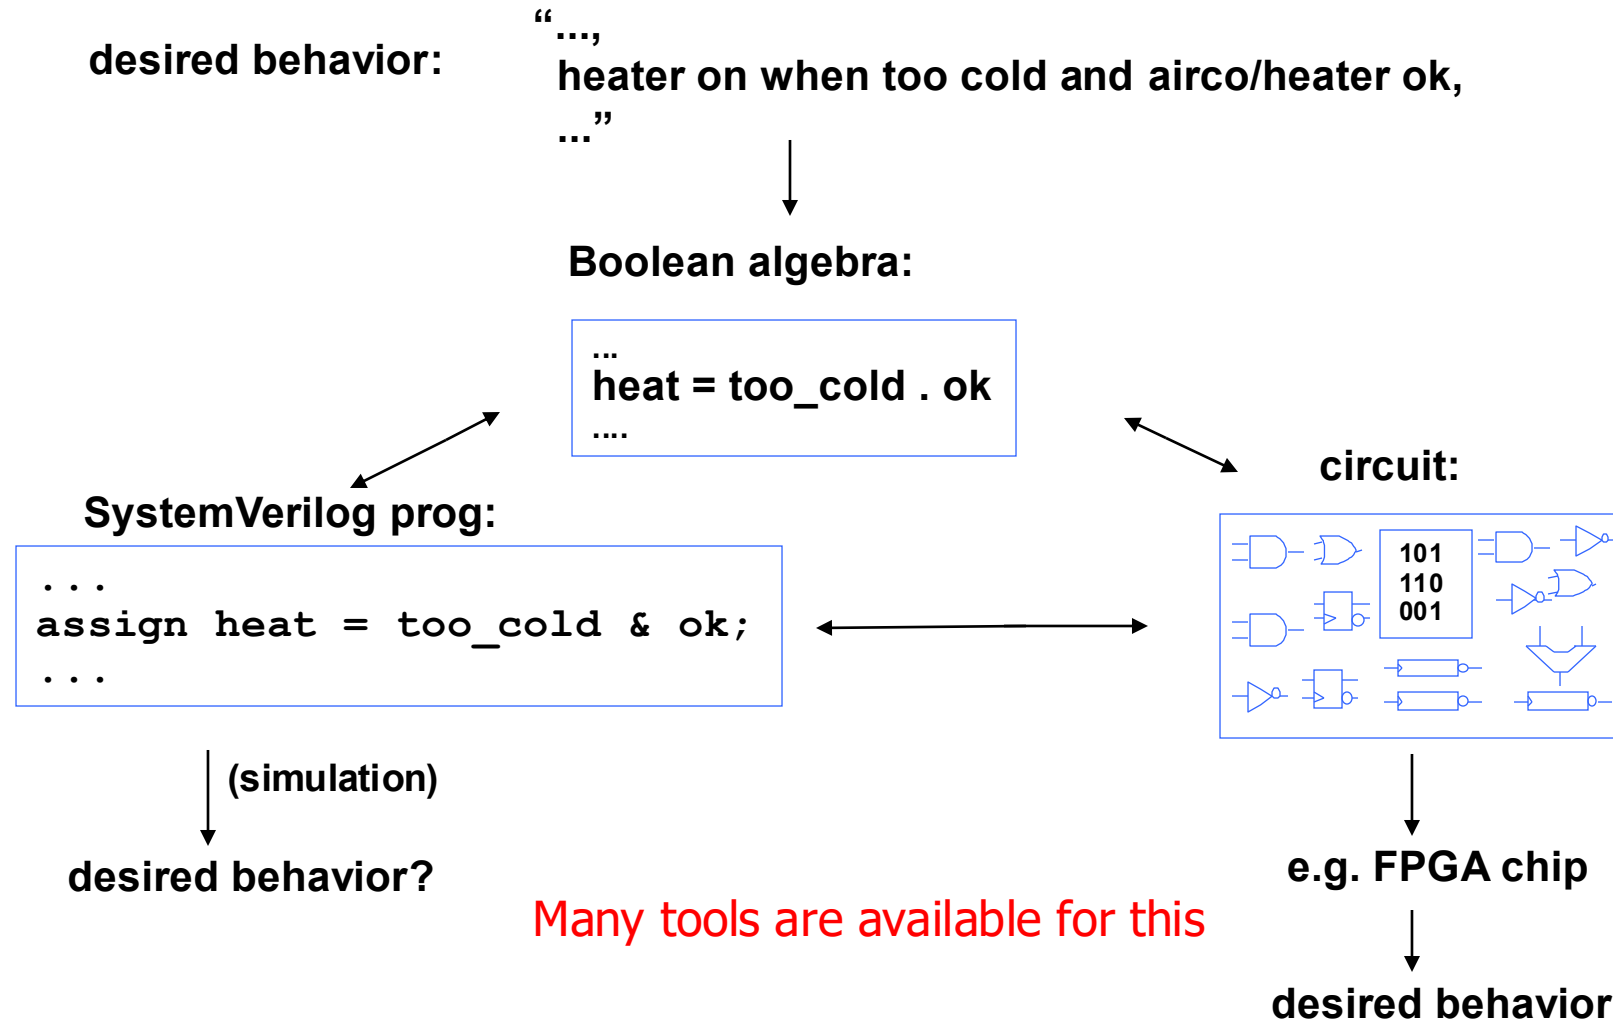 desired behavior:
“...,
heater on when too cold and airco/heater ok,
...”
Boolean algebra:
...
heat = too_cold . ok
....
SystemVerilog prog:
...
assign heat = too_cold & ok;
...
circuit:
101
110
001
(simulation)
desired behavior?
e.g. FPGA chip
Many tools are available for this
desired behavior